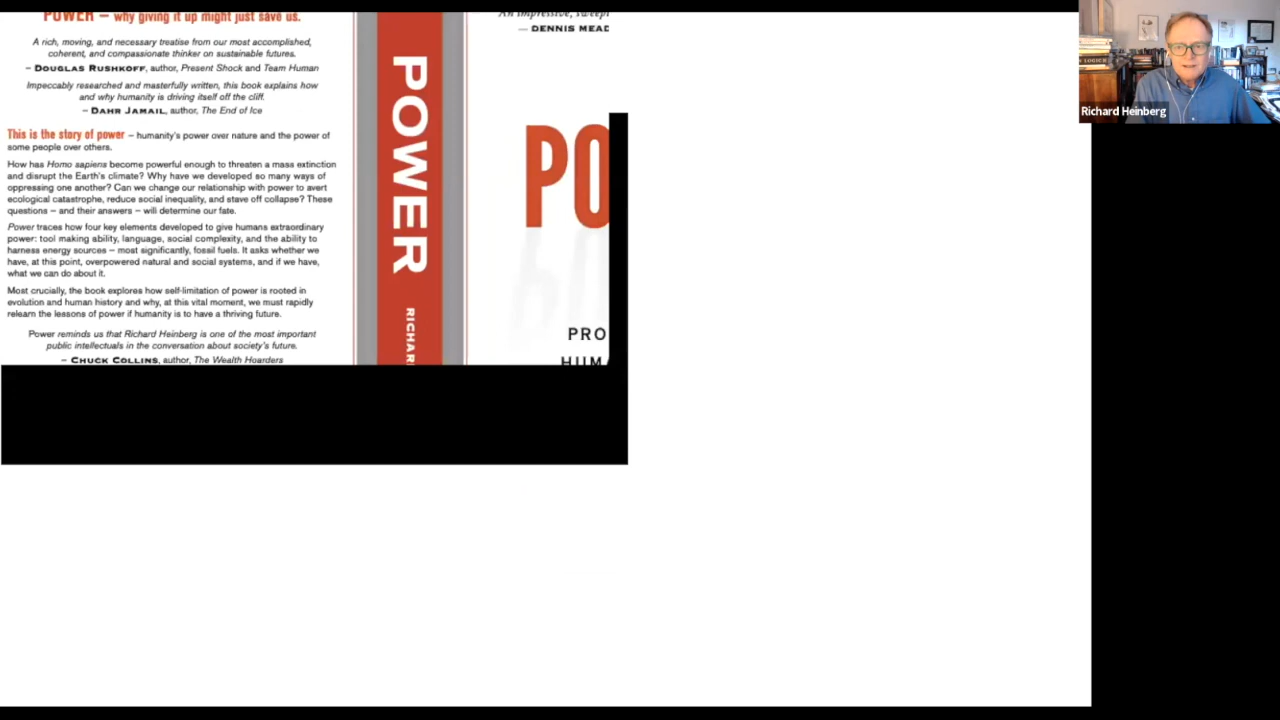 POWER — why giving it up might just save us.
A rich, moving, and necessary treatise from our most accomplished,
coherent, and compassionate thinker on sustainable futures.
– DOUGLAS RUSHKOFF, author, Present Shock and Team Human
Impeccably researched and masterfully written, this book explains how
and why humanity is driving itself off the cliff.
– DAHR JAMAIL, author, The End of Ice
This is the story of power – humanity's power over nature and the power of
some people over others.
How has Homo sapiens become powerful enough to threaten a mass extinction
and disrupt the Earth's climate? Why have we developed so many ways of
oppressing one another? Can we change our relationship with power to avert
ecological catastrophe, reduce social inequality, and stave off collapse? These
questions – and their answers – will determine our fate.
Power traces how four key elements developed to give humans extraordinary
power: tool making ability, language, social complexity, and the ability to
harness energy sources – most significantly, fossil fuels. It asks whether we
have, at this point, overpowered natural and social systems, and if we have,
what we can do about it.
Most crucially, the book explores how self-limitation of power is rooted in
evolution and human history and why, at this vital moment, we must rapidly
relearn the lessons of power if humanity is to have a thriving future.
Power reminds us that Richard Heinberg is one of the most important
public intellectuals in the conversation about society's future.
– CHUCK COLLINS, author, The Wealth Hoarders
POWER
RICHAR
An impressive, sweepi
— DENNIS MEAD
PO
PRO
HUMA
Richard Heinberg